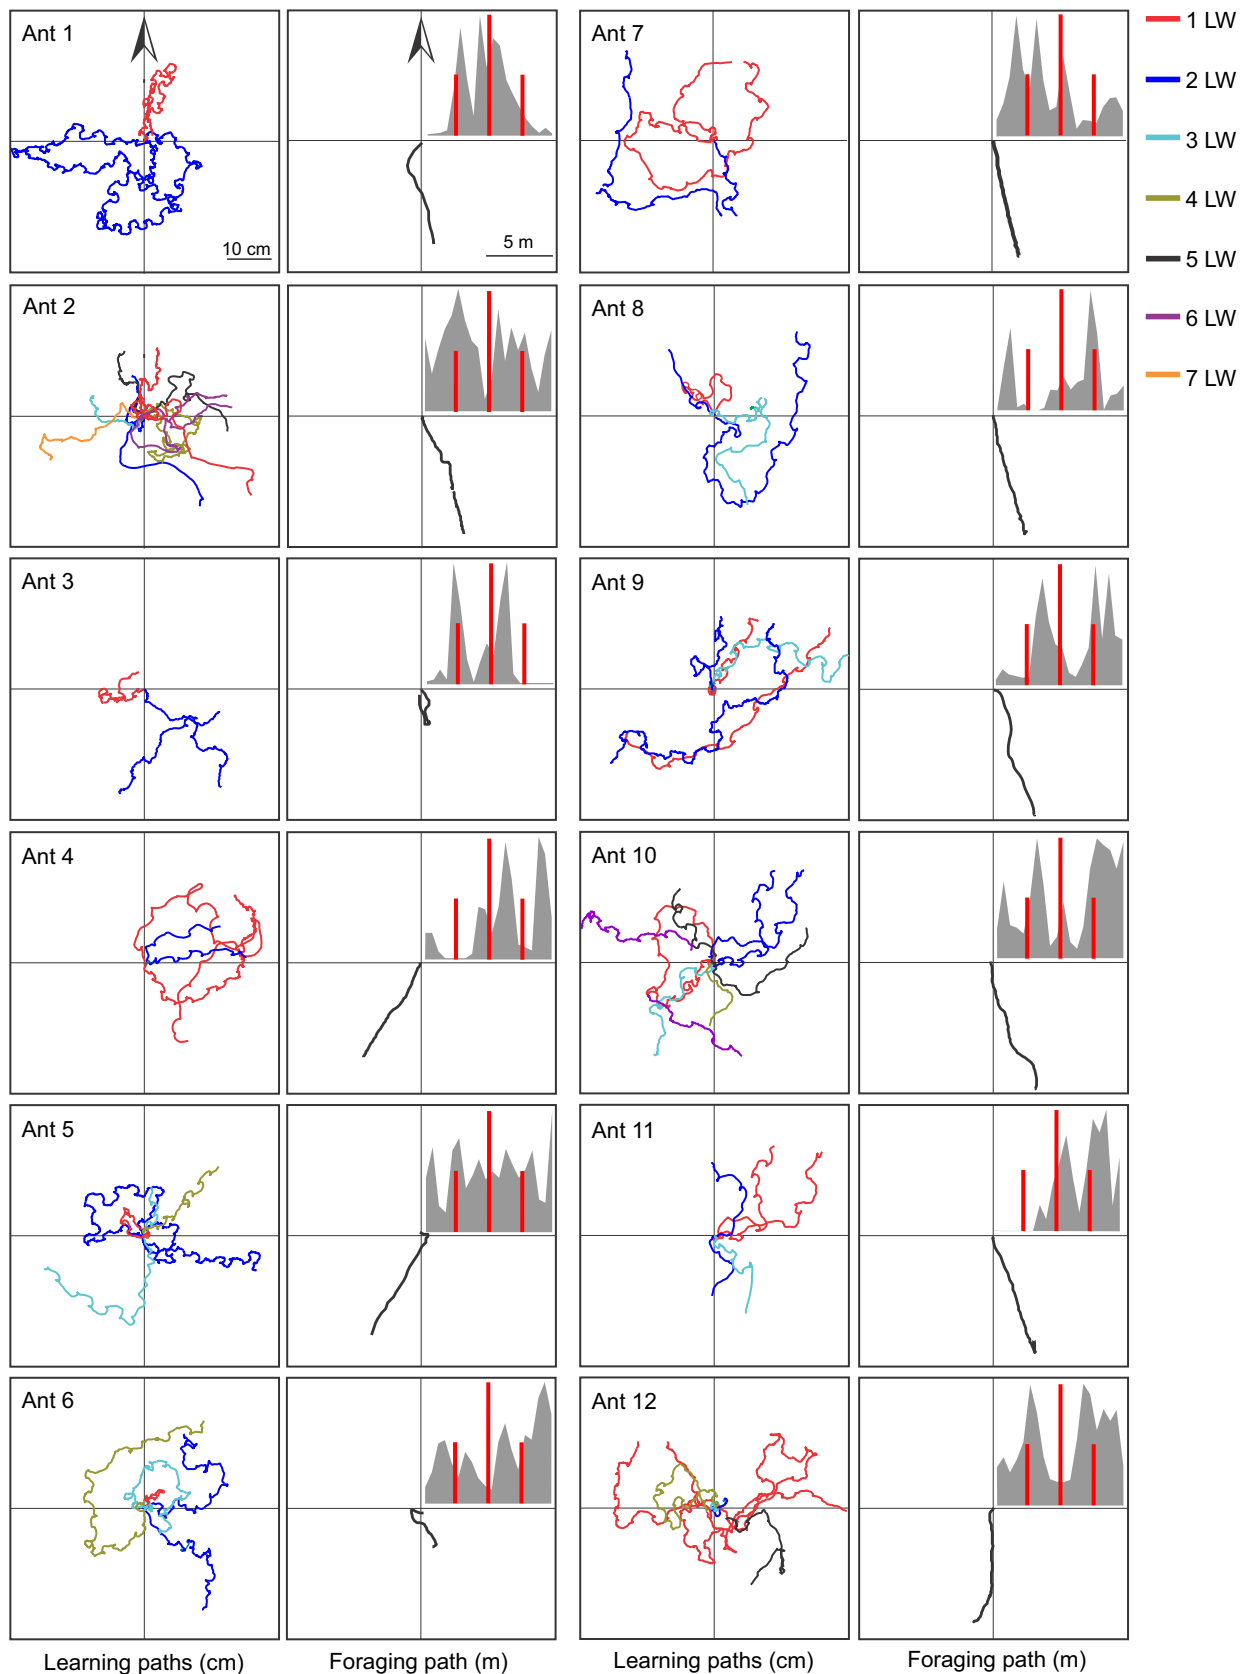 Ant 1
10 cm
5 m
Ant 7
1 LW
2 LW
3 LW
4 LW
5 LW
6 LW
7 LW
Ant 2
Ant 8
Ant 3
Ant 9
Ant 4
Ant 10
Ant 5
Ant 11
Ant 6
Ant 12
Learning paths (cm)
Foraging path (m)
Learning paths (cm)
Foraging path (m)